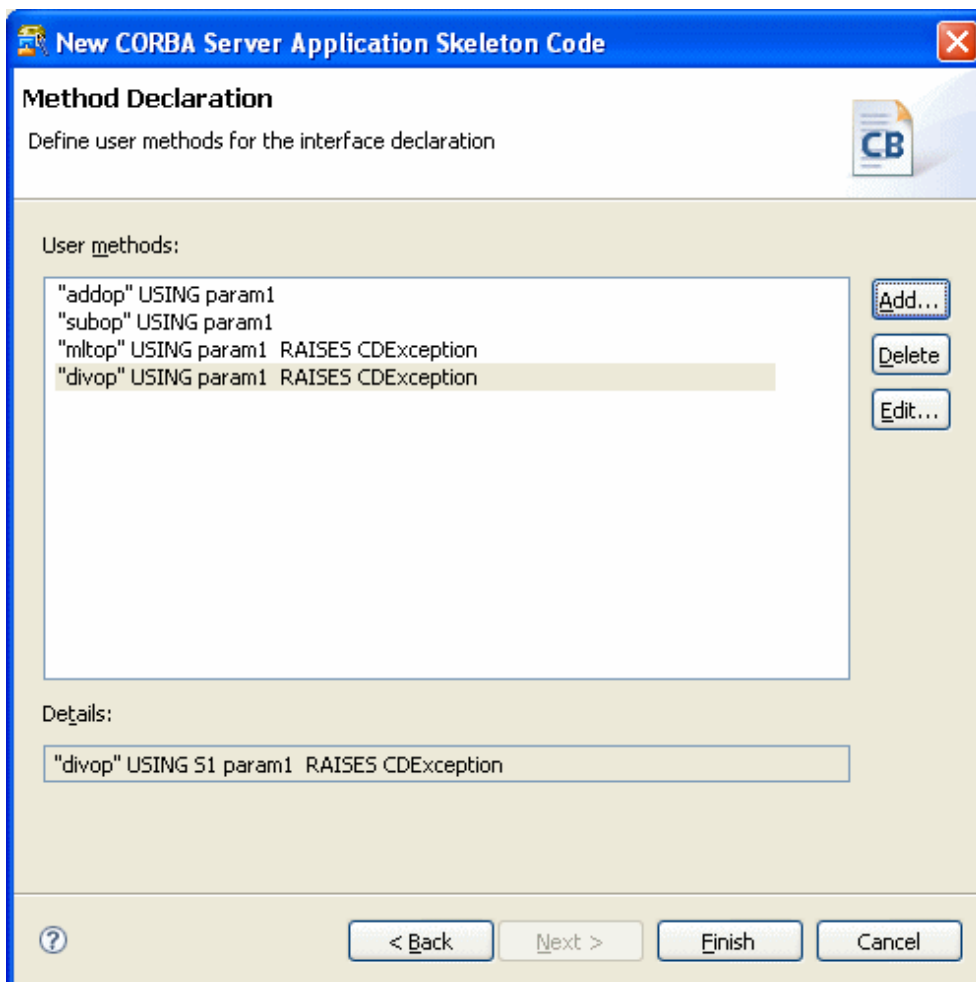 New CORBA Server Application Skeleton Code
Method Declaration
Define user methods for the interface declaration
CB
User methods:
"addop" USING param1
"subop" USING param1
"mltop" USING param1  RAISES CDException
"divop" USING param1  RAISES CDException
Add...
Delete
Edit...
Details:
"divop" USING S1 param1  RAISES CDException
?
< Back
Next >
Finish
Cancel